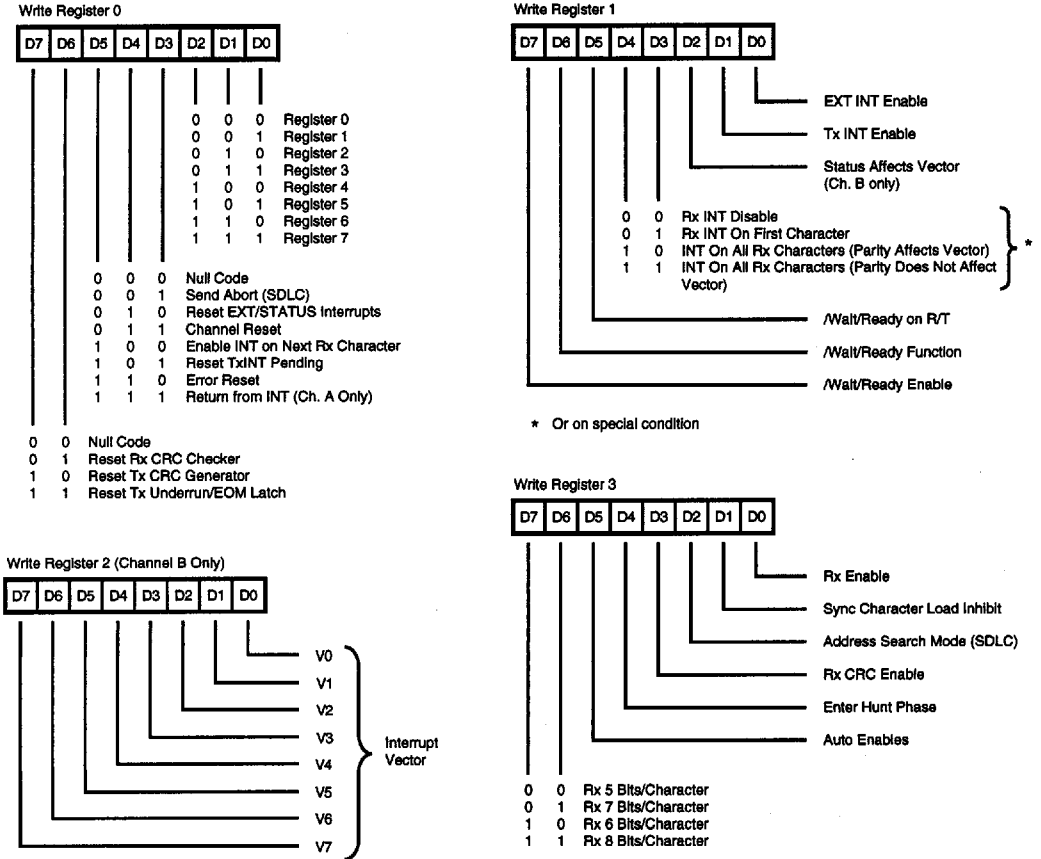 Write Register 0
D7 D6 D5 D4 D3 D2 D1 D0
0 0 0 Register 0
0 0 1 Register 1
0 1 0 Register 2
0 1 1 Register 3
1 0 0 Register 4
1 0 1 Register 5
1 1 0 Register 6
1 1 1 Register 7
0 0 0 Null Code
0 0 1 Send Abort (SDLC)
0 1 0 Reset EXT/STATUS Interrupts
0 1 1 Channel Reset
1 0 0 Enable INT on Next Rx Character
1 0 1 Reset TxINT Pending
1 1 0 Error Reset
1 1 1 Return from INT (Ch. A Only)
0 0 Null Code
0 1 Reset Rx CRC Checker
1 0 Reset Tx CRC Generator
1 1 Reset Tx Underrun/EOM Latch
Write Register 1
D7 D6 D5 D4 D3 D2 D1 D0
EXT INT Enable
Tx INT Enable
Status Affects Vector
(Ch. B only)
0 0 Rx INT Disable
0 1 Rx INT On First Character
1 0 INT On All Rx Characters (Parity Affects Vector)
1 1 INT On All Rx Characters (Parity Does Not Affect
Vector)
*
/Wait/Ready on R/T
/Wait/Ready Function
/Wait/Ready Enable
* Or on special condition
Write Register 2 (Channel B Only)
D7 D6 D5 D4 D3 D2 D1 D0
V0
V1
V2
V3
V4
V5
V6
V7
Interrupt
Vector
Write Register 3
D7 D6 D5 D4 D3 D2 D1 D0
Rx Enable
Sync Character Load Inhibit
Address Search Mode (SDLC)
Rx CRC Enable
Enter Hunt Phase
Auto Enables
0 0 Rx 5 Bits/Character
0 1 Rx 7 Bits/Character
1 0 Rx 6 Bits/Character
1 1 Rx 8 Bits/Character